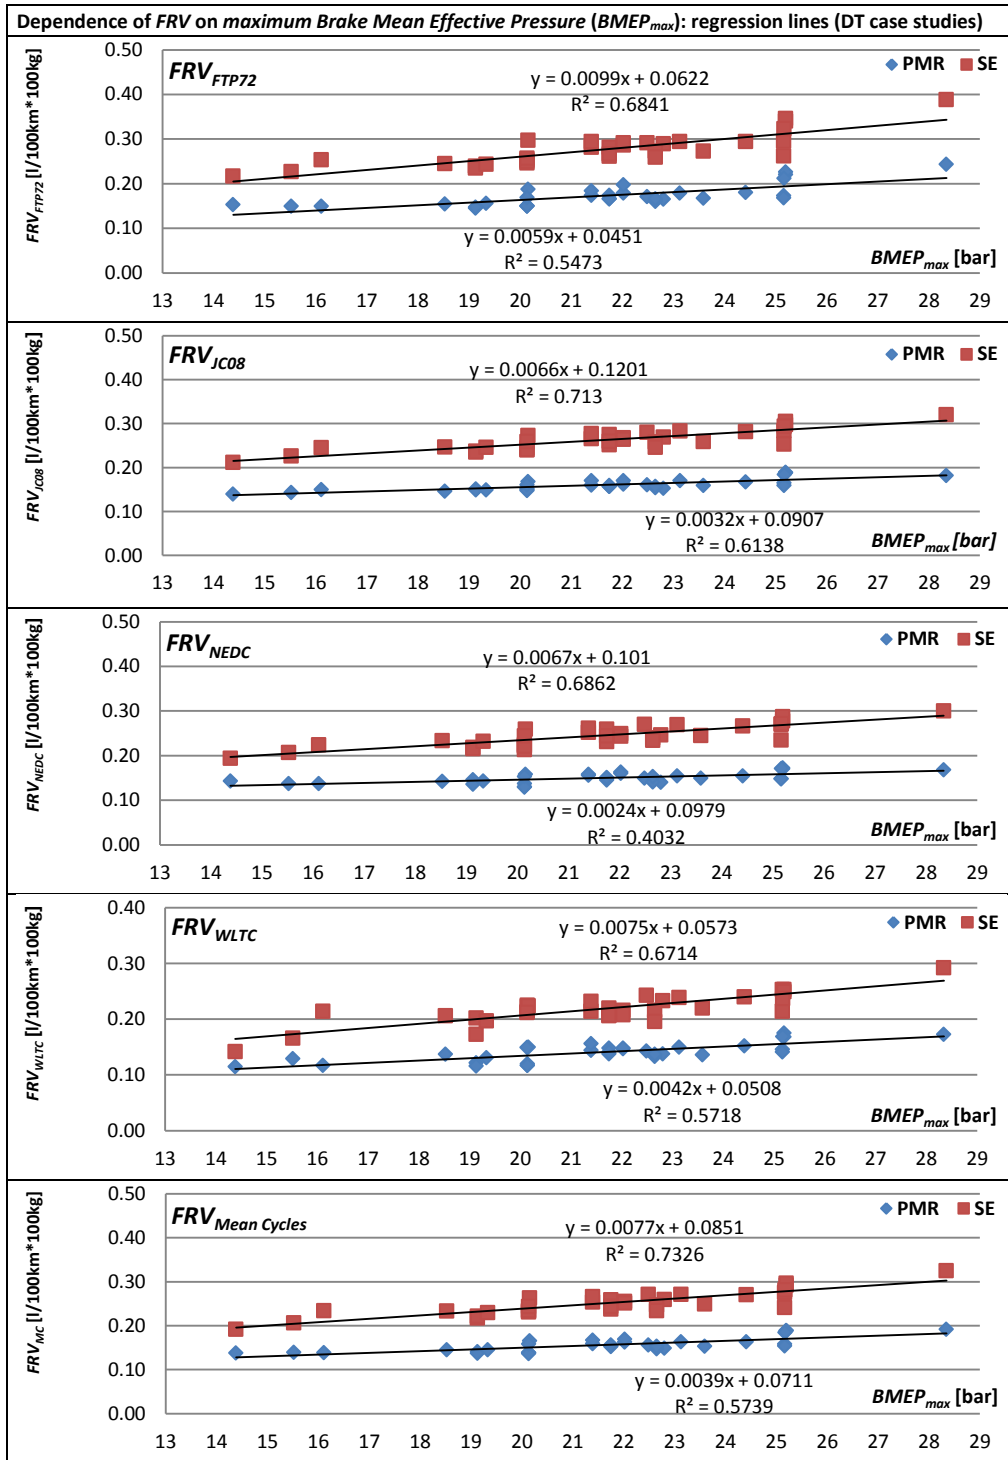 Dependence of FRV on maximum Brake Mean Effective Pressure (BMEPmax): regression lines (DT case studies)
FRVFTP72 [l/100km*100kg]
FRVFTP72
PMR SE
y = 0.0099x + 0.0622
R² = 0.6841
y = 0.0059x + 0.0451
R² = 0.5473
BMEPmax [bar]
0.50
0.40
0.30
0.20
0.10
0.00
13 14 15 16 17 18 19 20 21 22 23 24 25 26 27 28 29
FRVJC08 [l/100km*100kg]
FRVJC08
PMR SE
y = 0.0066x + 0.1201
R² = 0.713
y = 0.0032x + 0.0907
R² = 0.6138
BMEPmax [bar]
0.50
0.40
0.30
0.20
0.10
0.00
13 14 15 16 17 18 19 20 21 22 23 24 25 26 27 28 29
FRVNEDC [l/100km*100kg]
FRVNEDC
PMR SE
y = 0.0067x + 0.101
R² = 0.6862
y = 0.0024x + 0.0979
R² = 0.4032
BMEPmax [bar]
0.50
0.40
0.30
0.20
0.10
0.00
13 14 15 16 17 18 19 20 21 22 23 24 25 26 27 28 29
FRVWLTC [l/100km*100kg]
FRVWLTC
PMR SE
y = 0.0075x + 0.0573
R² = 0.6714
y = 0.0042x + 0.0508
R² = 0.5718
BMEPmax [bar]
0.40
0.30
0.20
0.10
0.00
13 14 15 16 17 18 19 20 21 22 23 24 25 26 27 28 29
FRVMC [l/100km*100kg]
FRVMean Cycles
PMR SE
y = 0.0077x + 0.0851
R² = 0.7326
y = 0.0039x + 0.0711
R² = 0.5739
BMEPmax [bar]
0.50
0.40
0.30
0.20
0.10
0.00
13 14 15 16 17 18 19 20 21 22 23 24 25 26 27 28 29